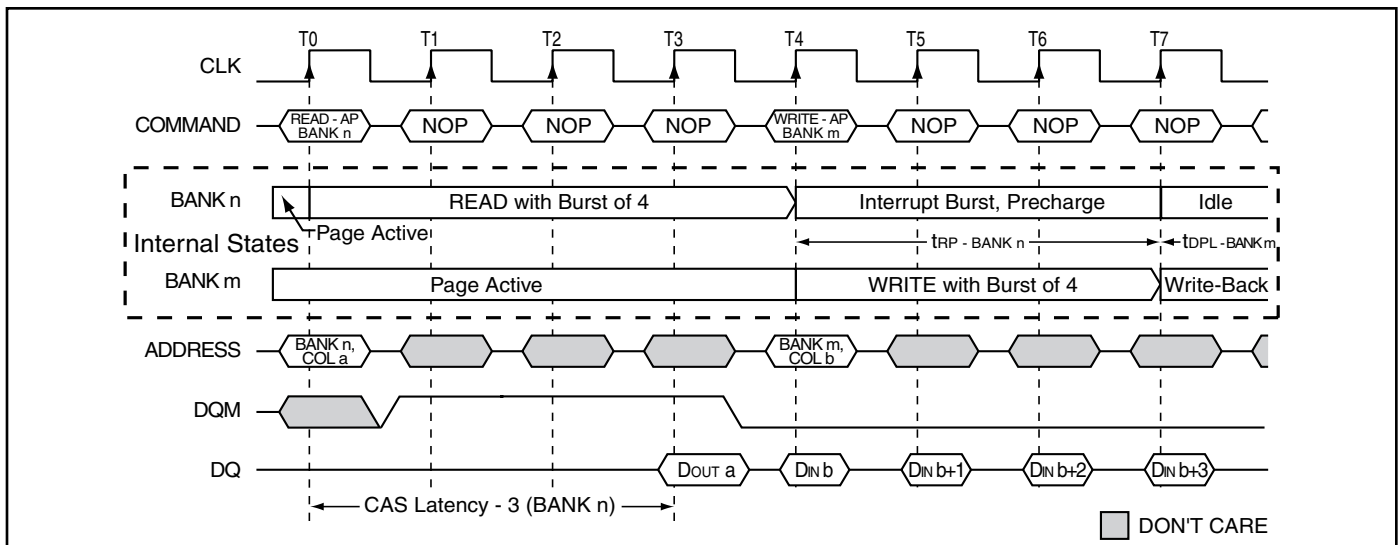 T0 T1 T2 T3 T4 T5 T6 T7
CLK
COMMAND READ - AP BANK n NOP NOP NOP WRITE - AP BANK m NOP NOP NOP
BANK n READ with Burst of 4 Interrupt Burst, Precharge Idle
Internal States Page Active tRP - BANK n tDPL - BANK m
BANK m Page Active WRITE with Burst of 4 Write-Back
ADDRESS BANK n, COL a BANK m, COL b
DQM
DQ DOUT a DIN b DIN b+1 DIN b+2 DIN b+3
CAS Latency - 3 (BANK n)
DON'T CARE